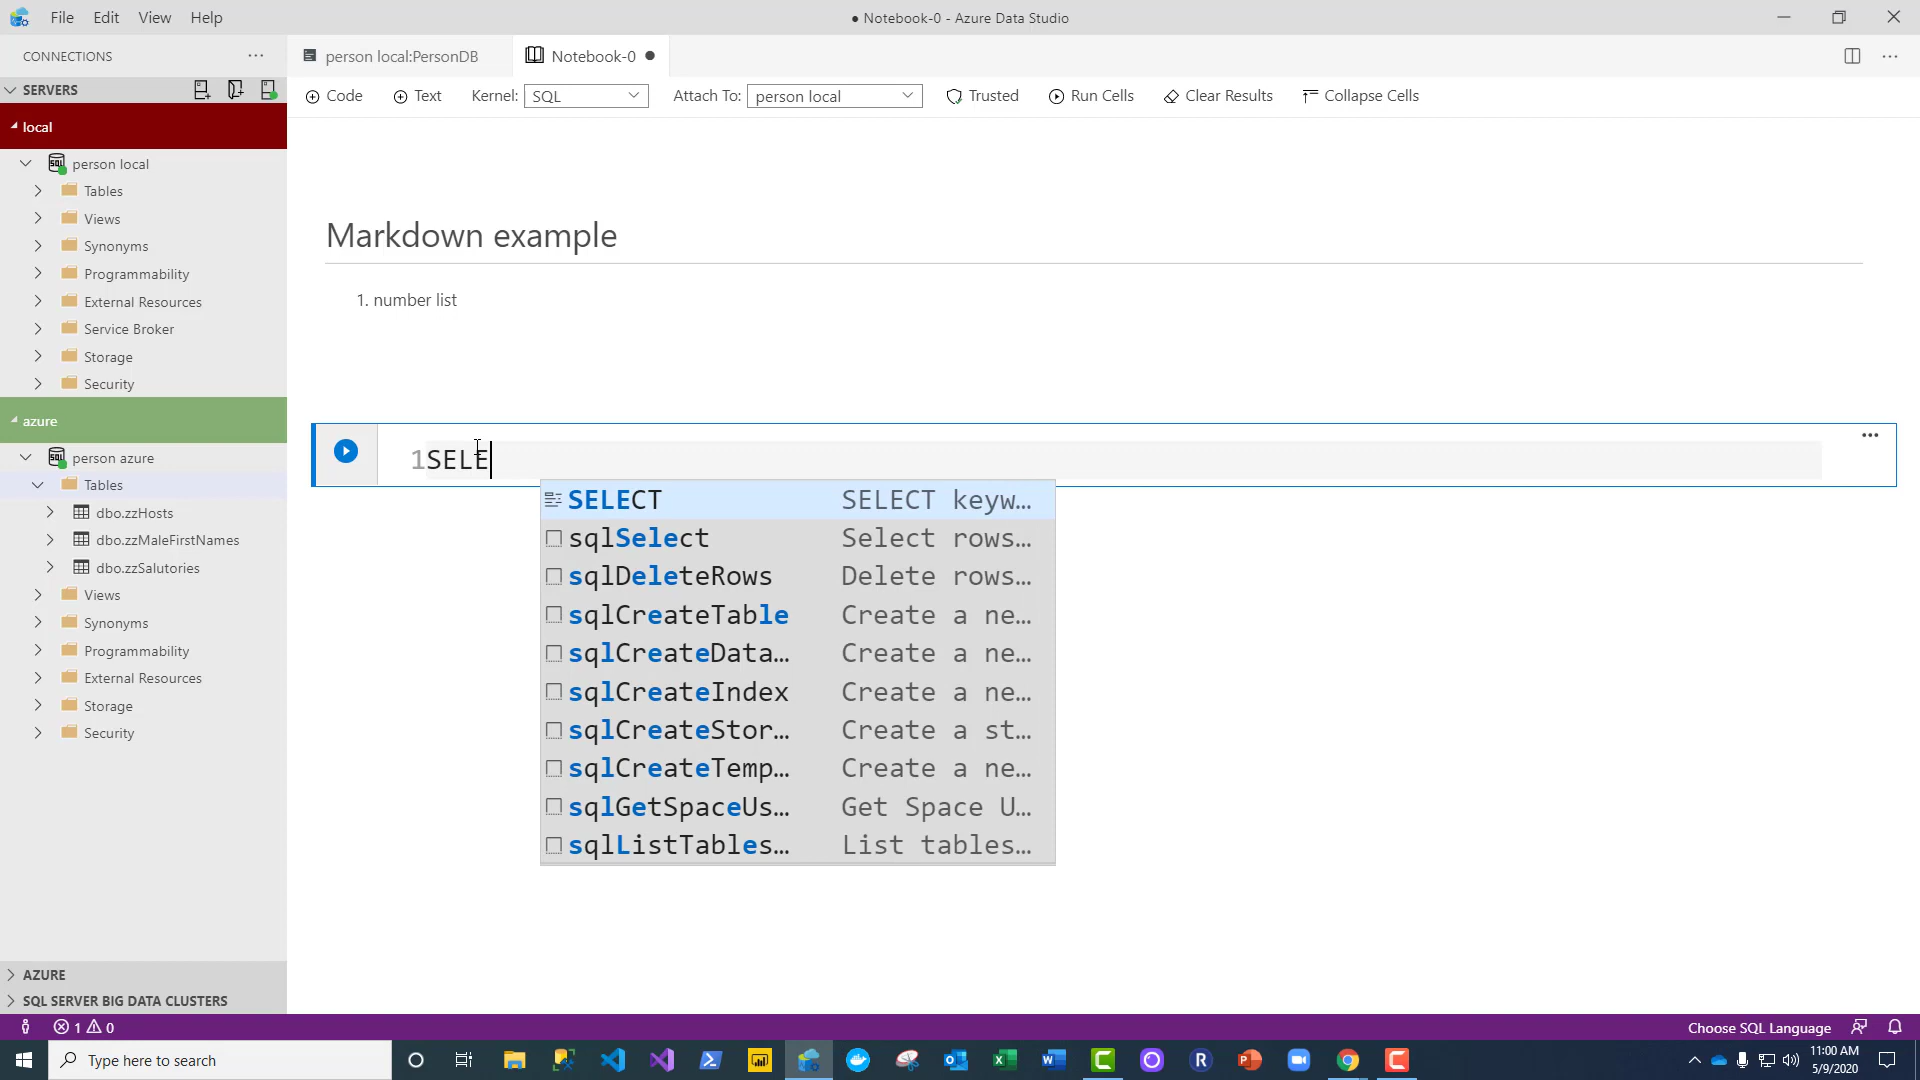 File Edit View Help
● Notebook-0 - Azure Data Studio
CONNECTIONS
SERVERS
local
person local
Tables
Views
Synonyms
Programmability
External Resources
Service Broker
Storage
Security
azure
person azure
Tables
dbo.zzHosts
dbo.zzMaleFirstNames
dbo.zzSalutories
Views
Synonyms
Programmability
External Resources
Storage
Security
AZURE
SQL SERVER BIG DATA CLUSTERS
person local:PersonDB
Notebook-0 ●
Code Text Kernel: SQL Attach To: person local Trusted Run Cells Clear Results Collapse Cells
Markdown example
1. number list
1 SELE
SELECT SELECT keyw...
sqlSelect Select rows...
sqlDeleteRows Delete rows...
sqlCreateTable Create a ne...
sqlCreateData... Create a ne...
sqlCreateIndex Create a ne...
sqlCreateStor... Create a st...
sqlCreateTemp... Create a ne...
sqlGetSpaceUs... Get Space U...
sqlListTables... List tables...
1 0
Choose SQL Language
Type here to search
11:00 AM
5/9/2020